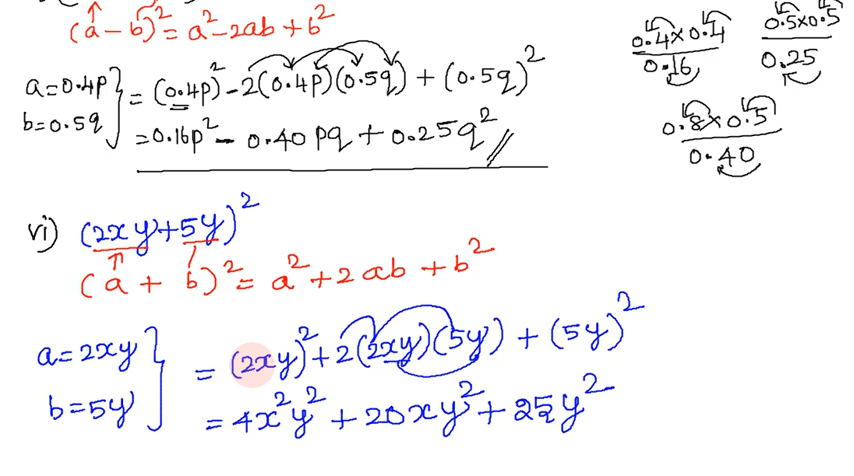 (a - b)² = a² - 2ab + b²
a = 0.4p
b = 0.5q
= (0.4p)² - 2(0.4p)(0.5q) + (0.5q)²
= 0.16p² - 0.40pq + 0.25q²
0.4 × 0.4
0.16
0.5 × 0.5
0.25
0.8 × 0.5
0.40
vi) (2xy + 5y)²
(a + b)² = a² + 2ab + b²
a = 2xy
b = 5y
= (2xy)² + 2(2xy)(5y) + (5y)²
= 4x²y² + 20xy² + 25y²